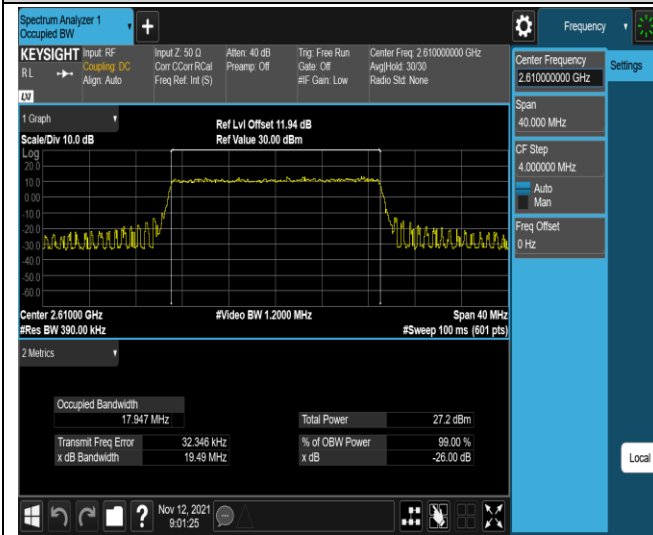 Spectrum Analyzer 1
Occupied BW
+
Frequency
KEYSIGHT
R L
LXI
Input: RF
Coupling: DC
Align: Auto
Input Z: 50 Ω
Corr CCorr RCal
Freq Ref: Int (S)
Atten: 40 dB
Preamp: Off
Trig: Free Run
Gate: Off
#IF Gain: Low
Center Freq: 2.610000000 GHz
Avg|Hold: 30/30
Radio Std: None
Center Frequency
2.610000000 GHz
Settings
Span
40.000 MHz
CF Step
4.000000 MHz
Auto
Man
Freq Offset
0 Hz
Local
1 Graph
Scale/Div 10.0 dB
Ref Lvl Offset 11.94 dB
Ref Value 30.00 dBm
Log
20.0
10.0
0.00
-10.0
-20.0
-30.0
-40.0
-50.0
-60.0
Center 2.61000 GHz
#Res BW 390.00 kHz
#Video BW 1.2000 MHz
Span 40 MHz
#Sweep 100 ms (601 pts)
2 Metrics
Occupied Bandwidth
17.947 MHz
Total Power 27.2 dBm
Transmit Freq Error 32.346 kHz
% of OBW Power 99.00 %
x dB Bandwidth 19.49 MHz
x dB -26.00 dB
?
Nov 12, 2021
9:01:25